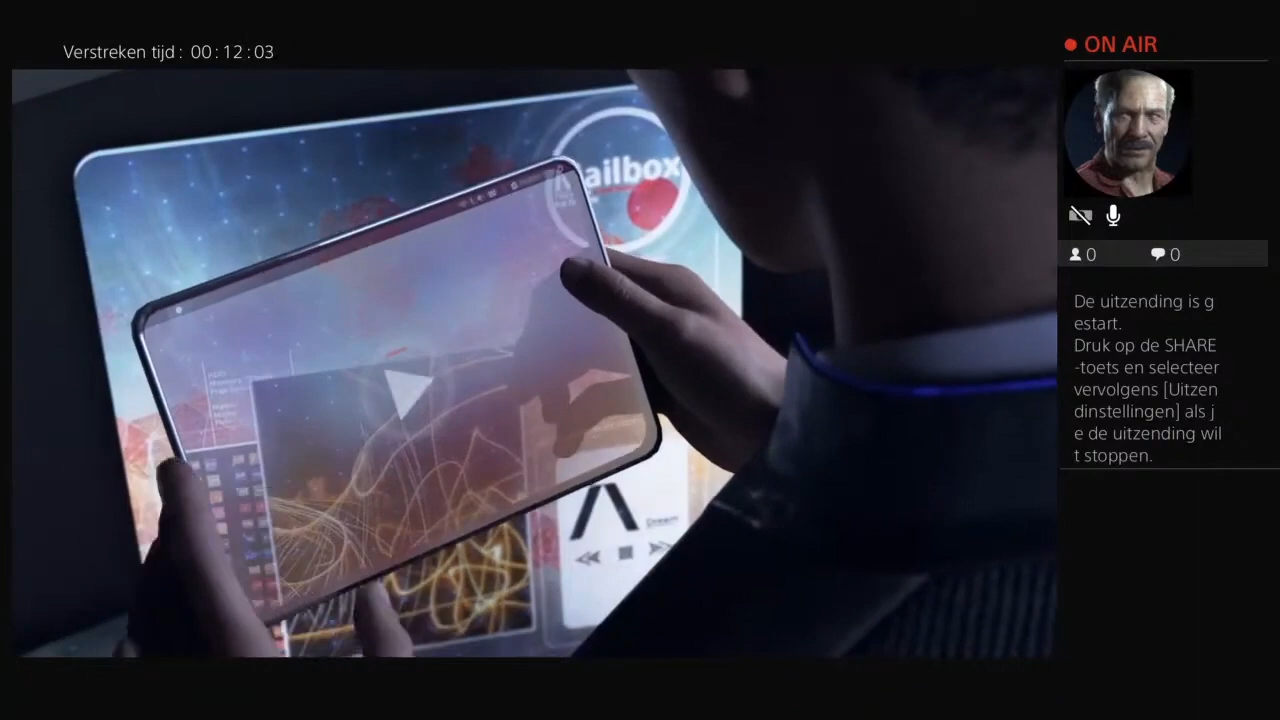 Verstreken tijd : 00 : 12 : 03
ON AIR
ailbox
0
0
De uitzending is g
estart.
Druk op de SHARE
-toets en selecteer
vervolgens [Uitzen
dinstellingen] als j
e de uitzending wil
t stoppen.
Dream